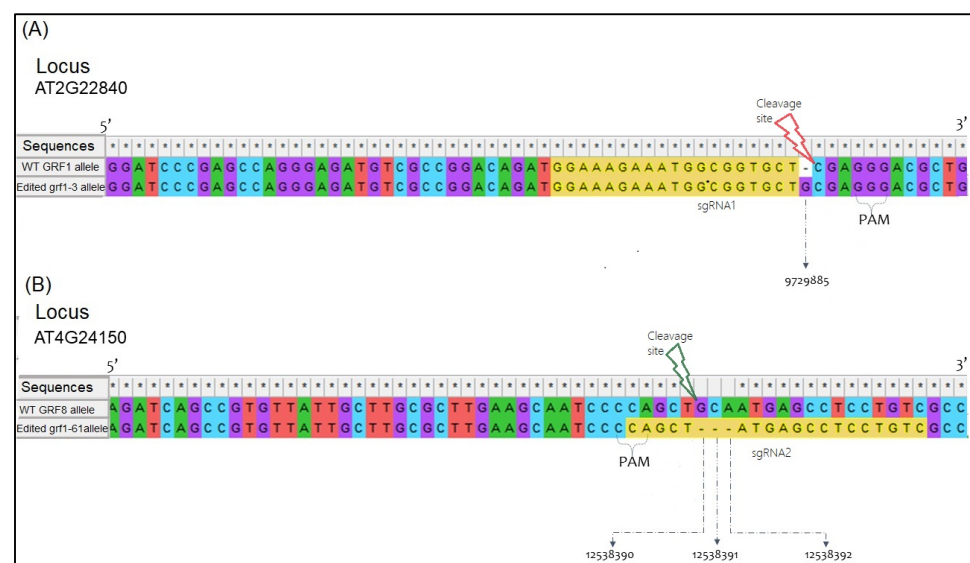 (A)
Locus
AT2G22840
Cleavage
site
5’ 3’
Sequences
WT GRF1 allele GGATCCCGAGCCAGGGAGATGTCGCCGGACAGATGGAAAGAAATGGCGGTGCT-CGAGGGACGCTG
Edited grf1-3 allele GGATCCCGAGCCAGGGAGATGTCGCCGGACAGATGGAAAGAAATGGCGGTGCTGCGAGGGACGCTG
sgRNA1
PAM
9729885
(B)
Locus
AT4G24150
Cleavage
site
5’ 3’
Sequences
WT GRF8 allele AGATCAGCCGTGTTATTGCTTGCGCTTGAAGCAATCCCCAGCTGCAATGAGCCTCCTGTCGCC
Edited grf1-61allele AGATCAGCCGTGTTATTGCTTGCGCTTGAAGCAATCCCCAGCT---ATGAGCCTCCTGTCGCC
PAM sgRNA2
12538390 12538391 12538392